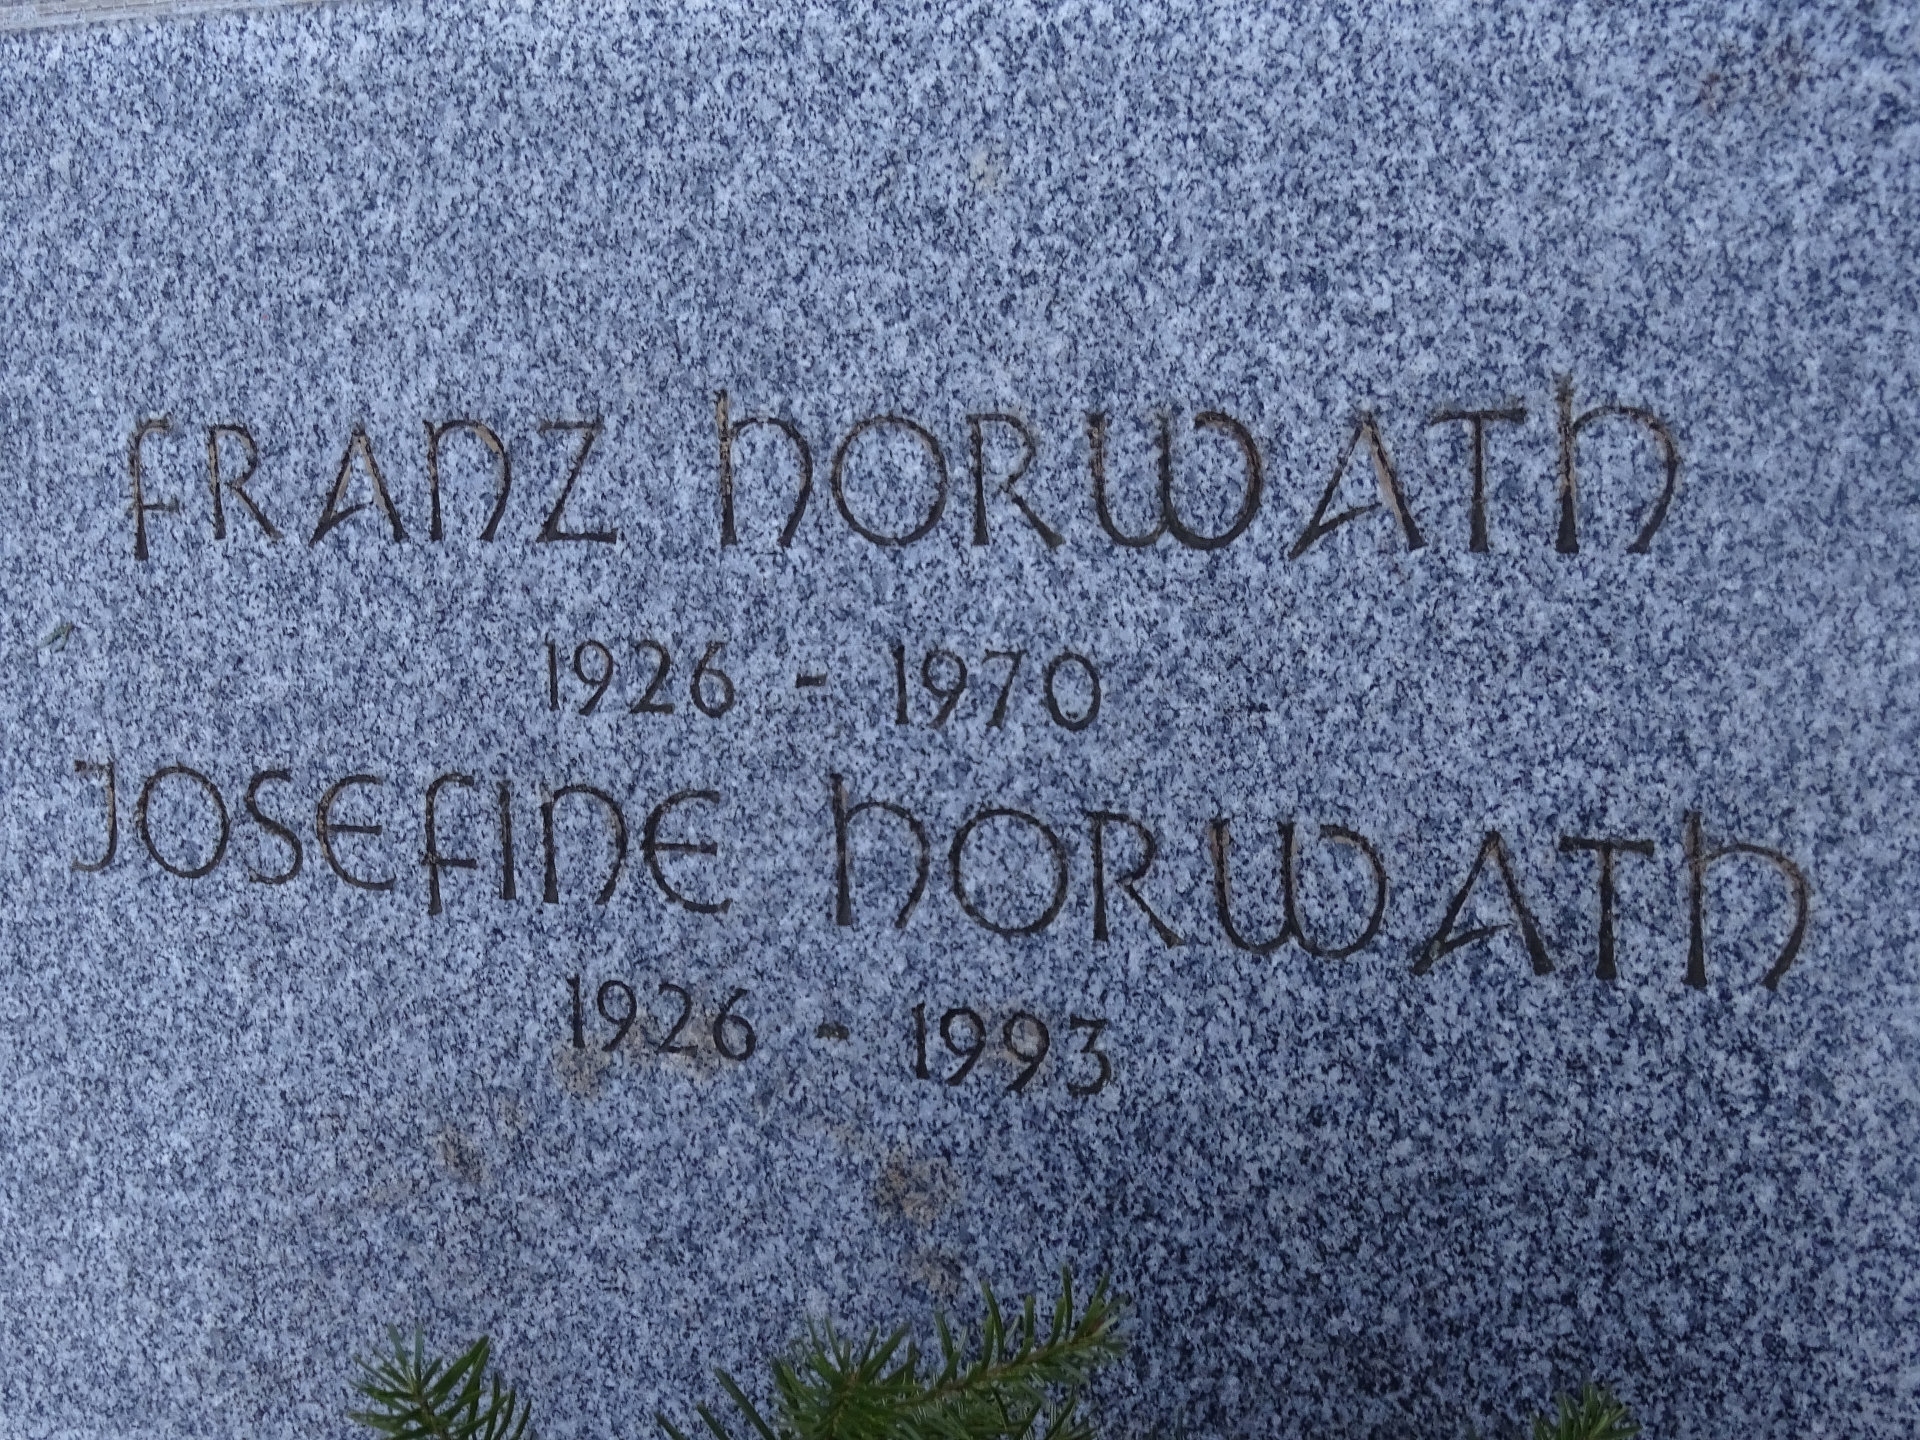 FRANZ HORWATH
1926 - 1970
JOSEFINE HORWATH
1926 - 1993